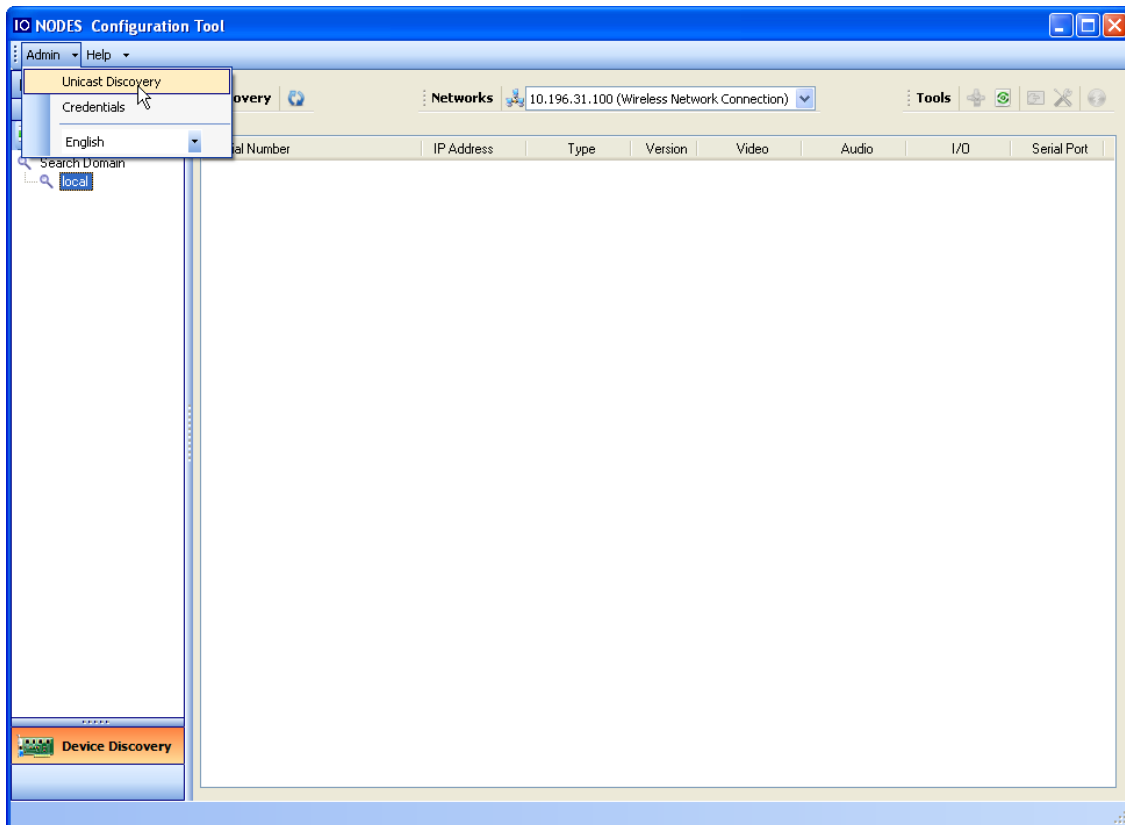 IO NODES Configuration Tool
Admin Help
Unicast Discovery
Credentials
English
overy
Networks 10.196.31.100 (Wireless Network Connection)
Tools
ial Number IP Address Type Version Video Audio I/O Serial Port
Search Domain
local
Device Discovery